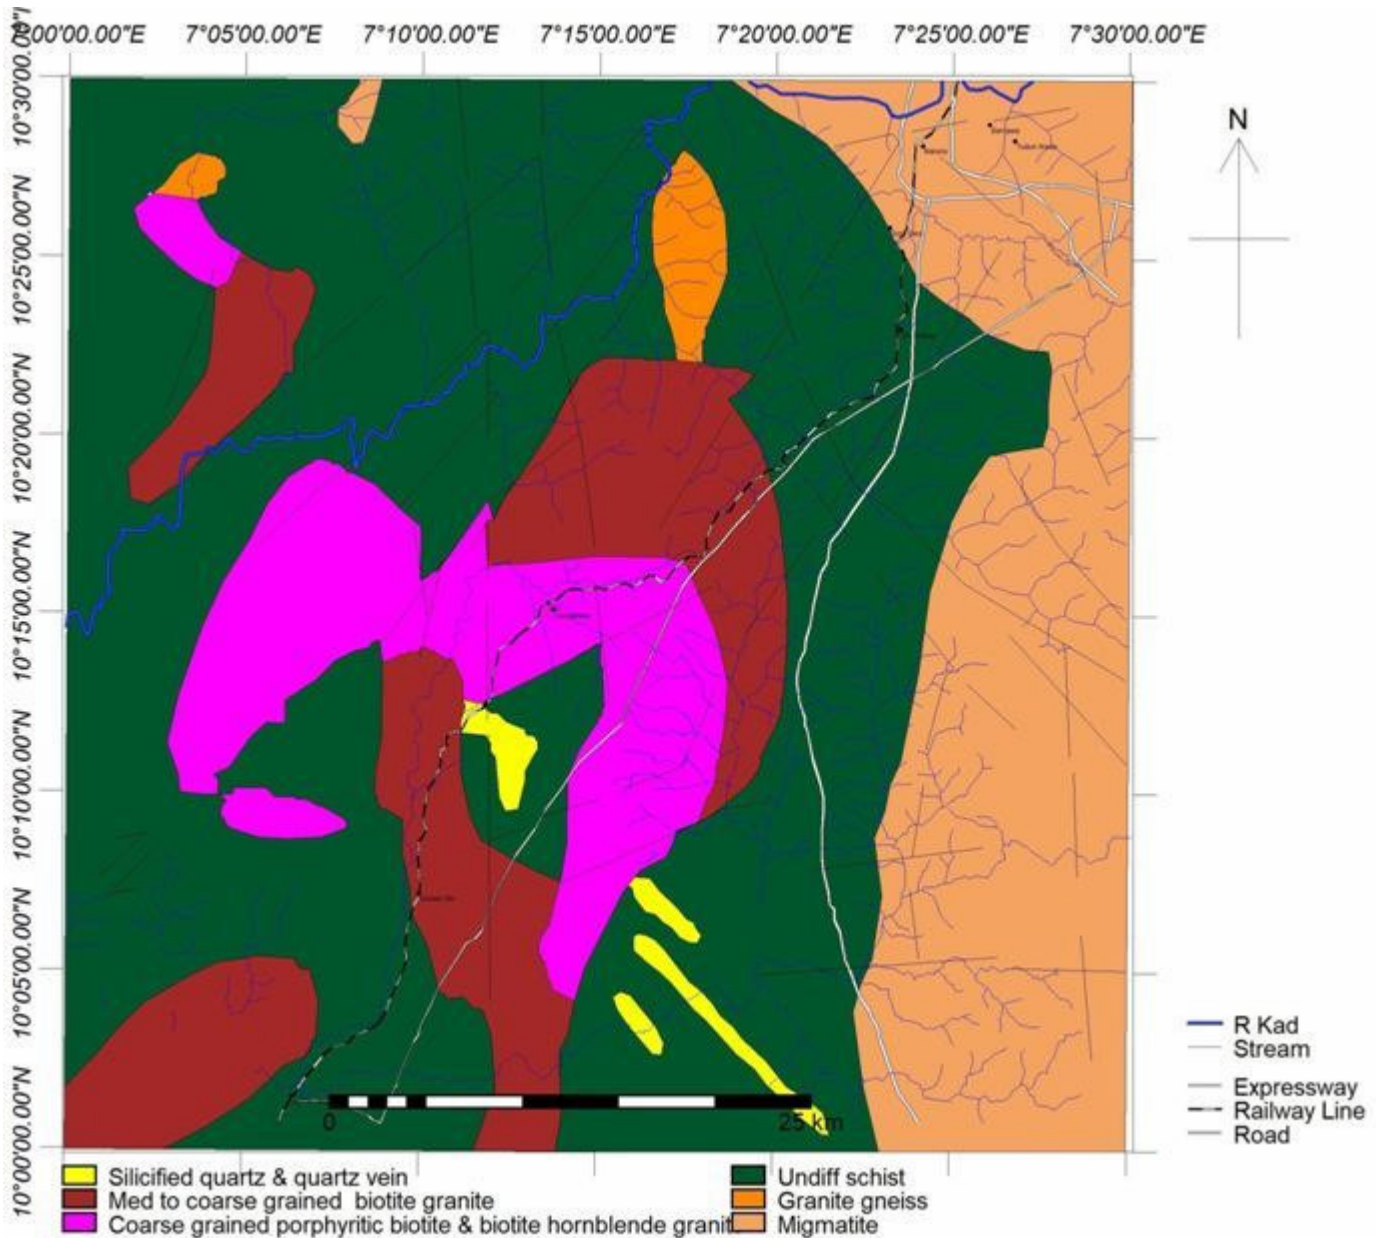 7°00'00.00"E 7°05'00.00"E 7°10'00.00"E 7°15'00.00"E 7°20'00.00"E 7°25'00.00"E 7°30'00.00"E
10°30'00.00"N
10°25'00.00"N
10°20'00.00"N
10°15'00.00"N
10°10'00.00"N
10°05'00.00"N
10°00'00.00"N
N
R Kad
Stream
Expressway
Railway Line
Road
0 25 km
Silicified quartz & quartz vein
Med to coarse grained biotite granite
Coarse grained porphyritic biotite & biotite hornblende granit
Undiff schist
Granite gneiss
Migmatite